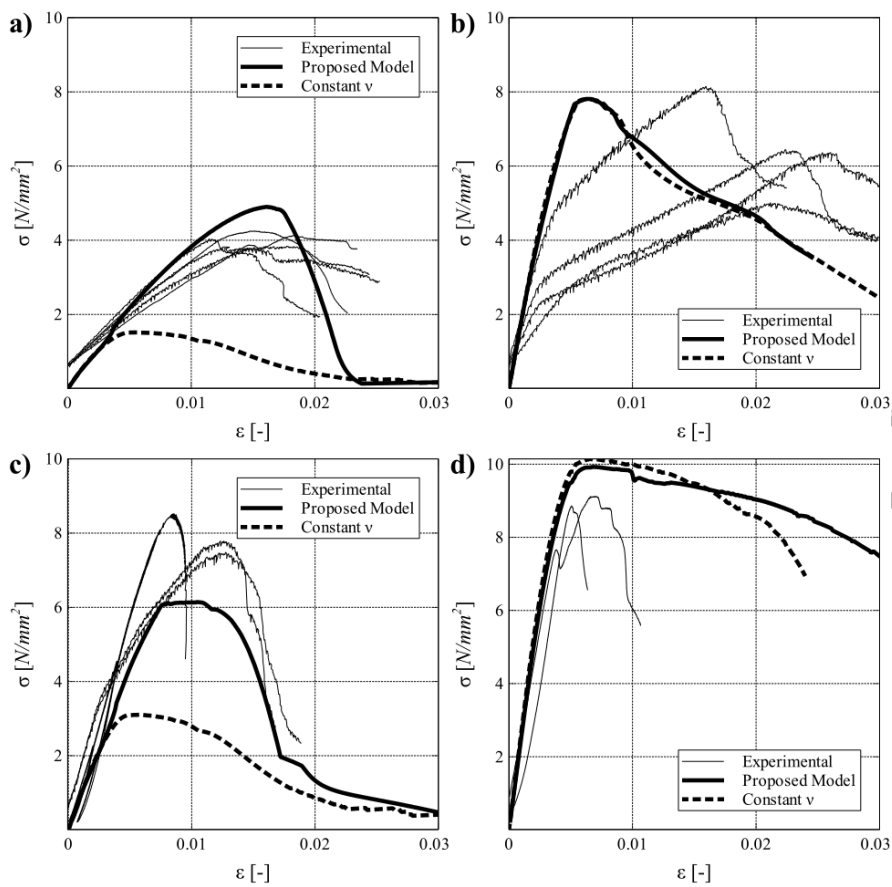 a)
Experimental
Proposed Model
Constant ν
10
8
6
4
2
σ [N/mm²]
0
0.01
0.02
0.03
ε [-]
b)
Experimental
Proposed Model
Constant ν
10
8
6
4
2
σ [N/mm²]
0
0.01
0.02
0.03
ε [-]
c)
Experimental
Proposed Model
Constant ν
10
8
6
4
2
σ [N/mm²]
0
0.01
0.02
0.03
ε [-]
d)
Experimental
Proposed Model
Constant ν
10
8
6
4
2
σ [N/mm²]
0
0.01
0.02
0.03
ε [-]